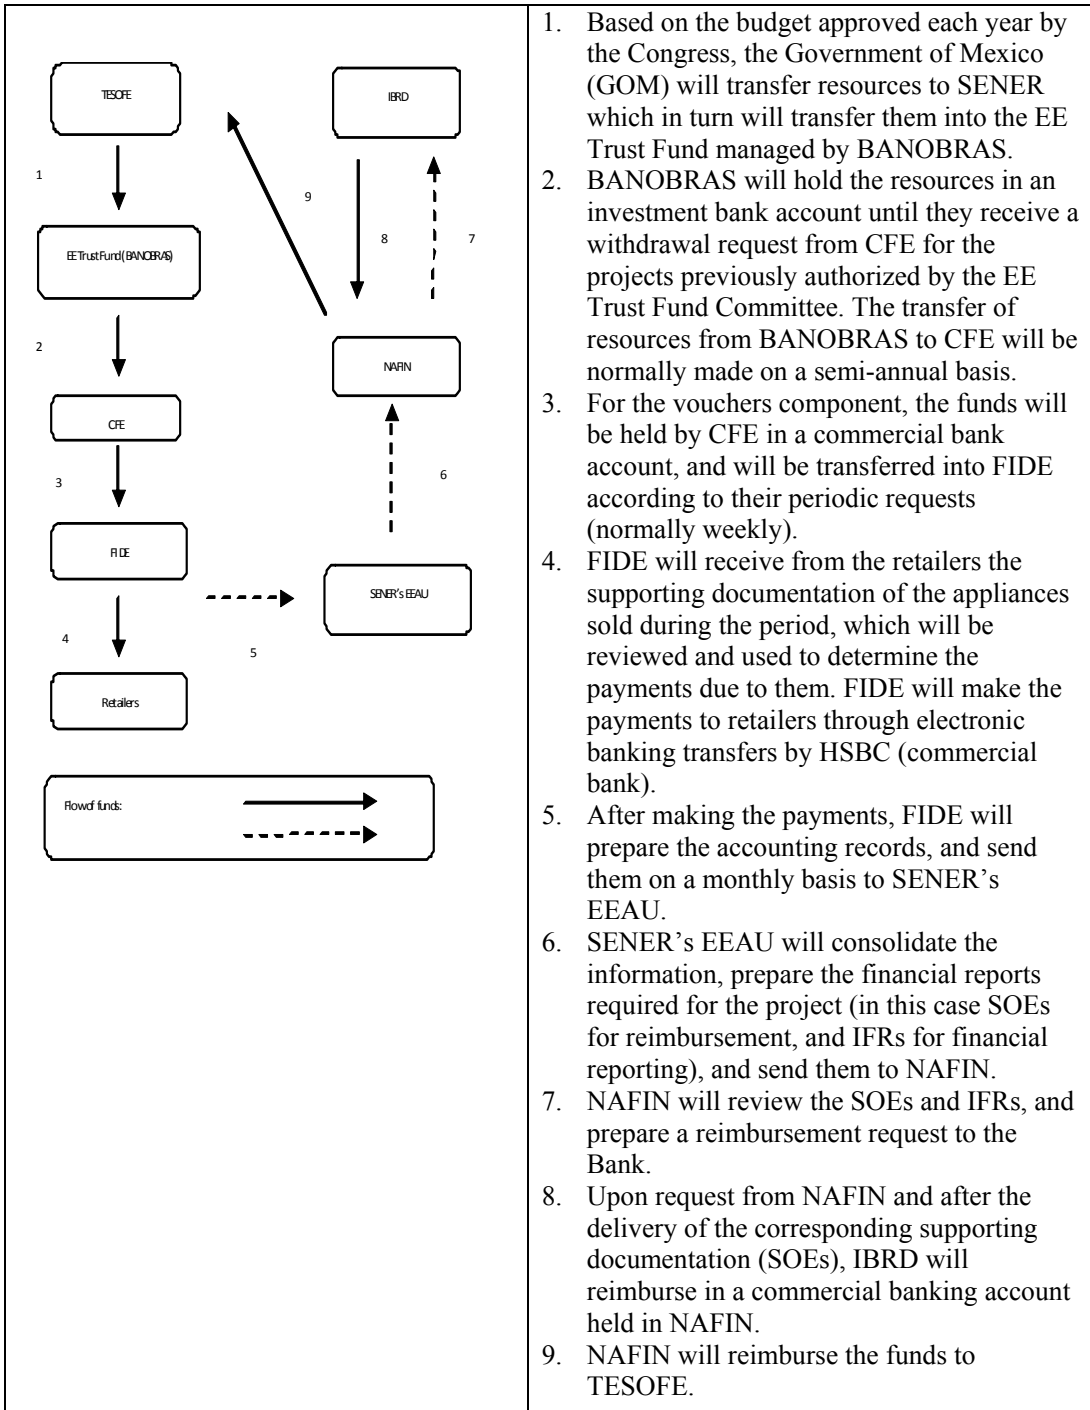 TESOFE
IBRD
1
9
8
7
EE Trust Fund (BANOBRAS)
2
NAFIN
CFE
6
3
FIDE
SENER's EEAU
4
5
Retailers
Flow of funds:
1. Based on the budget approved each year by
the Congress, the Government of Mexico
(GOM) will transfer resources to SENER
which in turn will transfer them into the EE
Trust Fund managed by BANOBRAS.
2. BANOBRAS will hold the resources in an
investment bank account until they receive a
withdrawal request from CFE for the
projects previously authorized by the EE
Trust Fund Committee. The transfer of
resources from BANOBRAS to CFE will be
normally made on a semi-annual basis.
3. For the vouchers component, the funds will
be held by CFE in a commercial bank
account, and will be transferred into FIDE
according to their periodic requests
(normally weekly).
4. FIDE will receive from the retailers the
supporting documentation of the appliances
sold during the period, which will be
reviewed and used to determine the
payments due to them. FIDE will make the
payments to retailers through electronic
banking transfers by HSBC (commercial
bank).
5. After making the payments, FIDE will
prepare the accounting records, and send
them on a monthly basis to SENER’s
EEAU.
6. SENER’s EEAU will consolidate the
information, prepare the financial reports
required for the project (in this case SOEs
for reimbursement, and IFRs for financial
reporting), and send them to NAFIN.
7. NAFIN will review the SOEs and IFRs, and
prepare a reimbursement request to the
Bank.
8. Upon request from NAFIN and after the
delivery of the corresponding supporting
documentation (SOEs), IBRD will
reimburse in a commercial banking account
held in NAFIN.
9. NAFIN will reimburse the funds to
TESOFE.